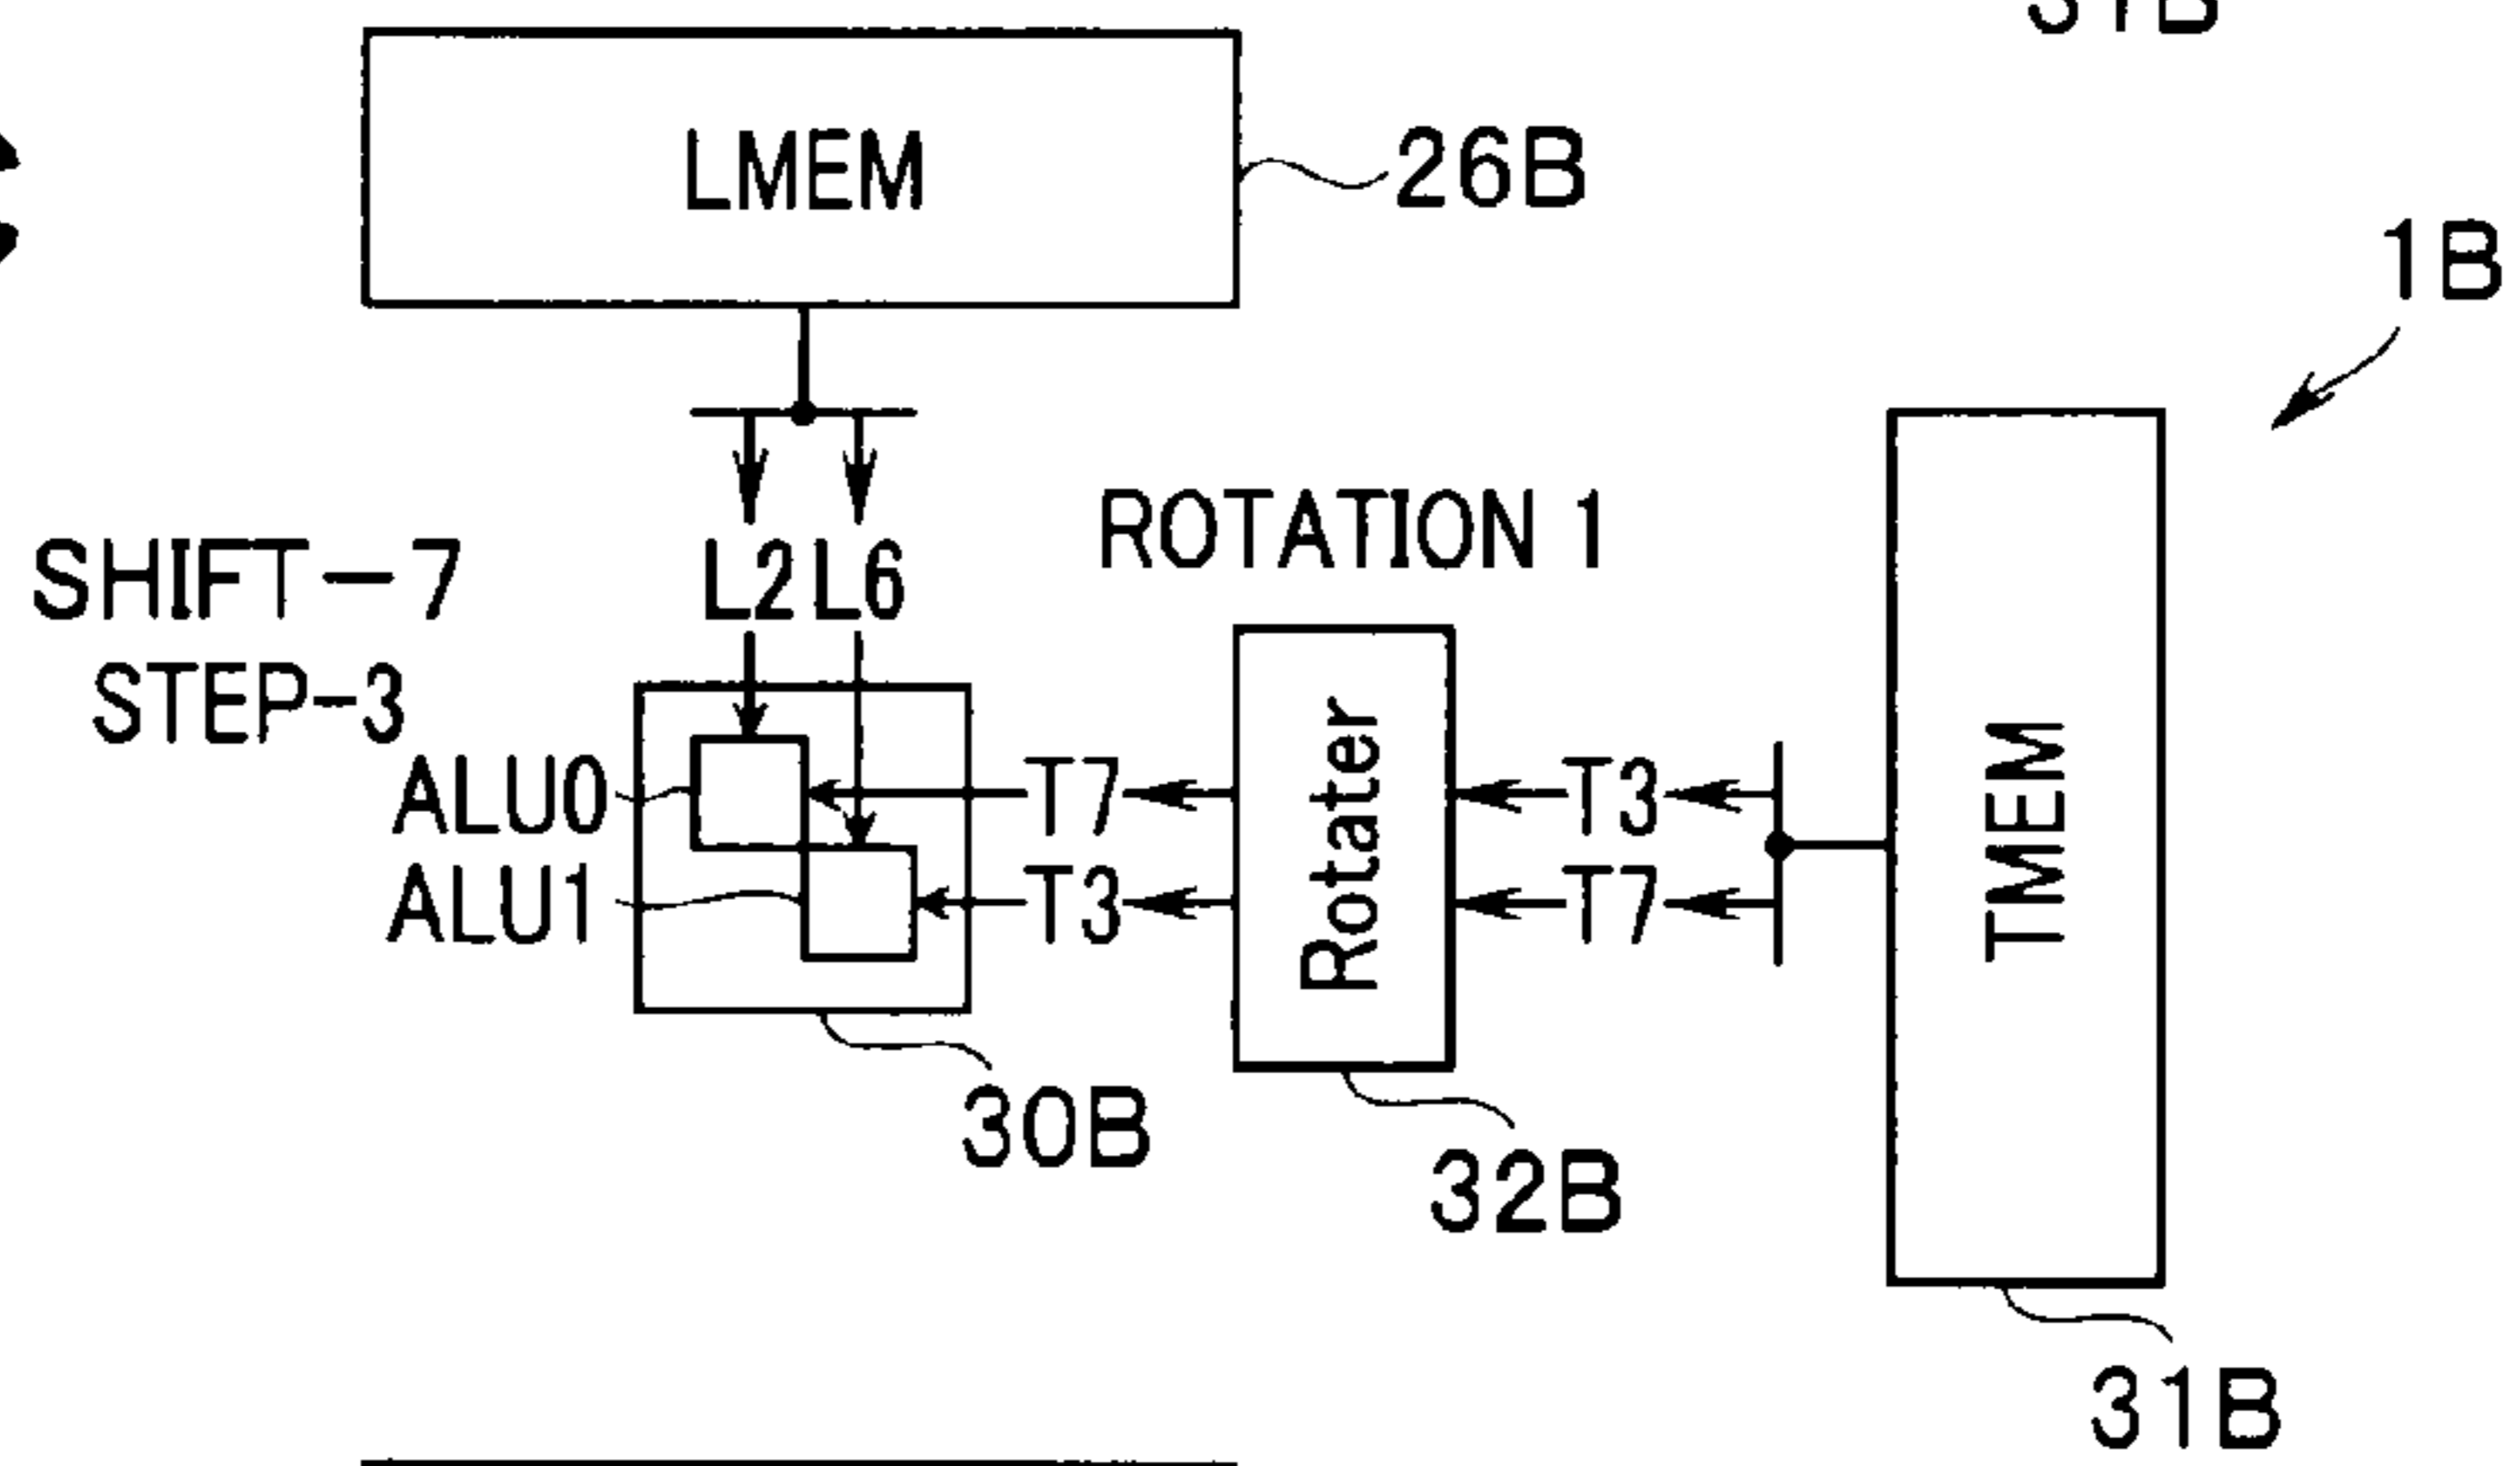 31B
LMEM
26B
1B
ROTATION 1
SHIFT-7
L2 L6
STEP-3
ALU0
T7
T3
ALU1
T3
T7
Rotater
TMEM
30B
32B
31B